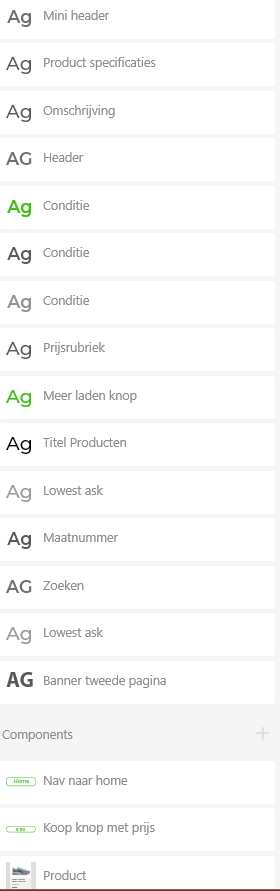 Ag Mini header
Ag Product specificaties
Ag Omschrijving
AG Header
Ag Conditie
Ag Conditie
Ag Conditie
Ag Prijsrubriek
Ag Meer laden knop
Ag Titel Producten
Ag Lowest ask
Ag Maatnummer
AG Zoeken
Ag Lowest ask
AG Banner tweede pagina
Components +
Home Nav naar home
Koop knop met prijs
Product